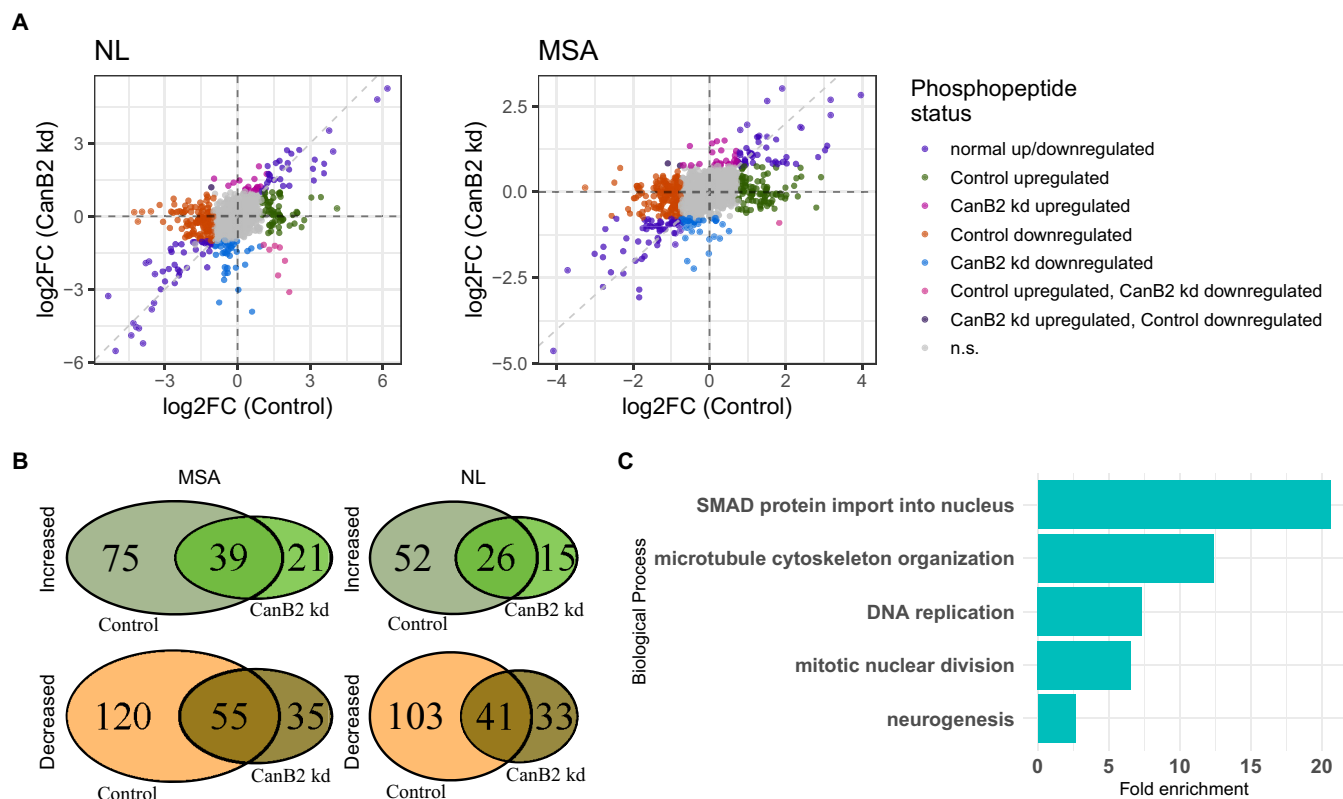 A
NL
3
0
−3
−6
−3
0
3
6
log2FC (Control)
log2FC (CanB2 kd)
MSA
2.5
0.0
−2.5
−5.0
−4
−2
0
2
4
log2FC (Control)
log2FC (CanB2 kd)
Phosphopeptide
status
normal up/downregulated
Control upregulated
CanB2 kd upregulated
Control downregulated
CanB2 kd downregulated
Control upregulated, CanB2 kd downregulated
CanB2 kd upregulated, Control downregulated
n.s.
B
MSA
Increased
75
39
21
Control
CanB2 kd
NL
Increased
52
26
15
Control
CanB2 kd
Decreased
120
55
35
Control
CanB2 kd
Decreased
103
41
33
Control
CanB2 kd
C
Biological Process
SMAD protein import into nucleus
microtubule cytoskeleton organization
DNA replication
mitotic nuclear division
neurogenesis
0
5
10
15
20
Fold enrichment